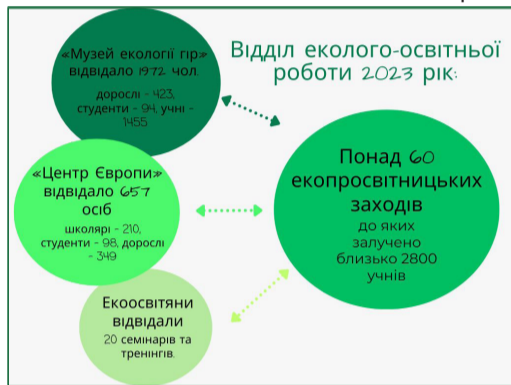 «Музей екології гір»
відвідало 1972 чол.
дорослі - 423,
студенти - 94, учні -
1455
Відділ еколого-освітньої
роботи 2023 рік:
«Центр Європи»
відвідало 657
осіб
школярі - 210,
студенти - 98, дорослі
- 349
Понад 60
екопросвітницьких
заходів
до яких
залучено
близько 2800
учнів
Екоосвітяни
відвідали
20 семінарів та
тренінгів.